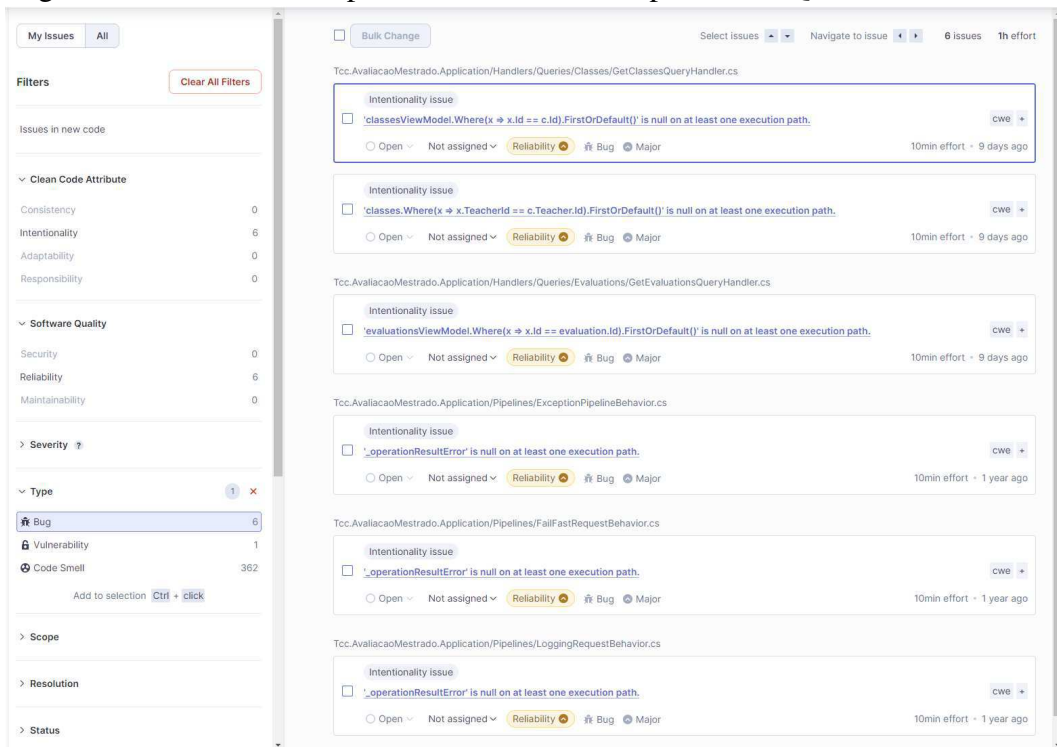 My Issues All
Filters Clear All Filters
Issues in new code
Clean Code Attribute
Consistency 0
Intentionality 6
Adaptability 0
Responsibility 0
Software Quality
Security 0
Reliability 6
Maintainability 0
Severity ?
Type 1 ×
Bug 6
Vulnerability 1
Code Smell 362
Add to selection Ctrl + click
Scope
Resolution
Status
Bulk Change Select issues Navigate to issue 6 issues 1h effort
Tcc.AvaliacaoMestrado.Application/Handlers/Queries/Classes/GetClassesQueryHandler.cs
Intentionality issue
'classesViewModel.Where(x => x.Id == c.Id).FirstOrDefault()' is null on at least one execution path. cwe +
Open Not assigned Reliability Bug Major 10min effort • 9 days ago
Intentionality issue
'classes.Where(x => x.TeacherId == c.Teacher.Id).FirstOrDefault()' is null on at least one execution path. cwe +
Open Not assigned Reliability Bug Major 10min effort • 9 days ago
Tcc.AvaliacaoMestrado.Application/Handlers/Queries/Evaluations/GetEvaluationsQueryHandler.cs
Intentionality issue
'evaluationsViewModel.Where(x => x.Id == evaluation.Id).FirstOrDefault()' is null on at least one execution path. cwe +
Open Not assigned Reliability Bug Major 10min effort • 9 days ago
Tcc.AvaliacaoMestrado.Application/Pipelines/ExceptionPipelineBehavior.cs
Intentionality issue
'_operationResultError' is null on at least one execution path. cwe +
Open Not assigned Reliability Bug Major 10min effort • 1 year ago
Tcc.AvaliacaoMestrado.Application/Pipelines/FailFastRequestBehavior.cs
Intentionality issue
'_operationResultError' is null on at least one execution path. cwe +
Open Not assigned Reliability Bug Major 10min effort • 1 year ago
Tcc.AvaliacaoMestrado.Application/Pipelines/LoggingRequestBehavior.cs
Intentionality issue
'_operationResultError' is null on at least one execution path. cwe +
Open Not assigned Reliability Bug Major 10min effort • 1 year ago